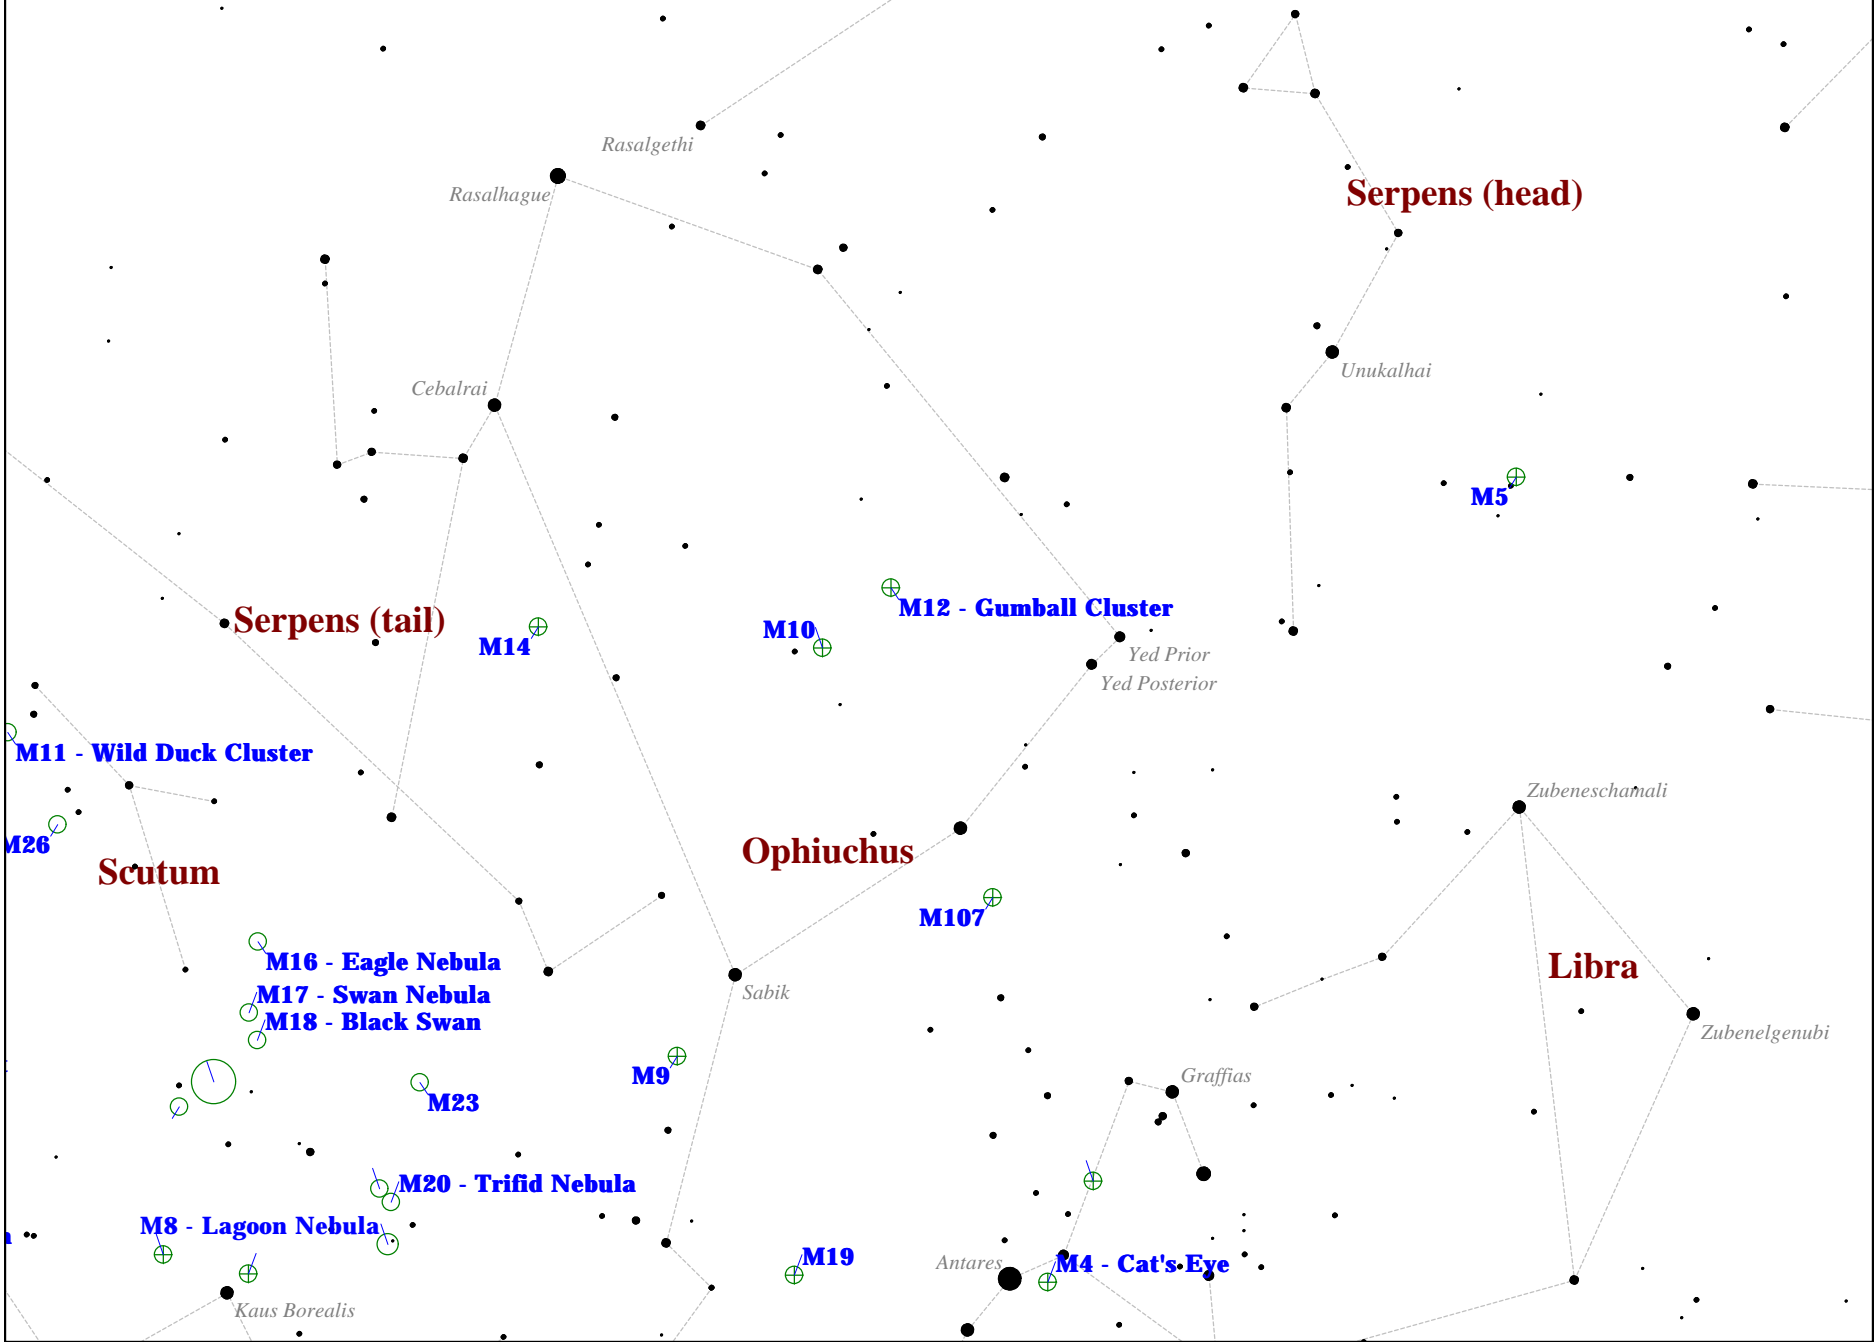 Rasalgethi
Rasalhague
Serpens (head)
Unukalhai
Cebalrai
M5
M12 - Gumball Cluster
Serpens (tail)
M14
M10
Yed Prior
Yed Posterior
M11 - Wild Duck Cluster
Zubeneschamali
M26
Ophiuchus
Scutum
M107
M16 - Eagle Nebula
Libra
M17 - Swan Nebula
Sabik
M18 - Black Swan
Zubenelgenubi
M9
Graffias
M23
M20 - Trifid Nebula
M8 - Lagoon Nebula
M19
Antares
M4 - Cat's Eye
Kaus Borealis